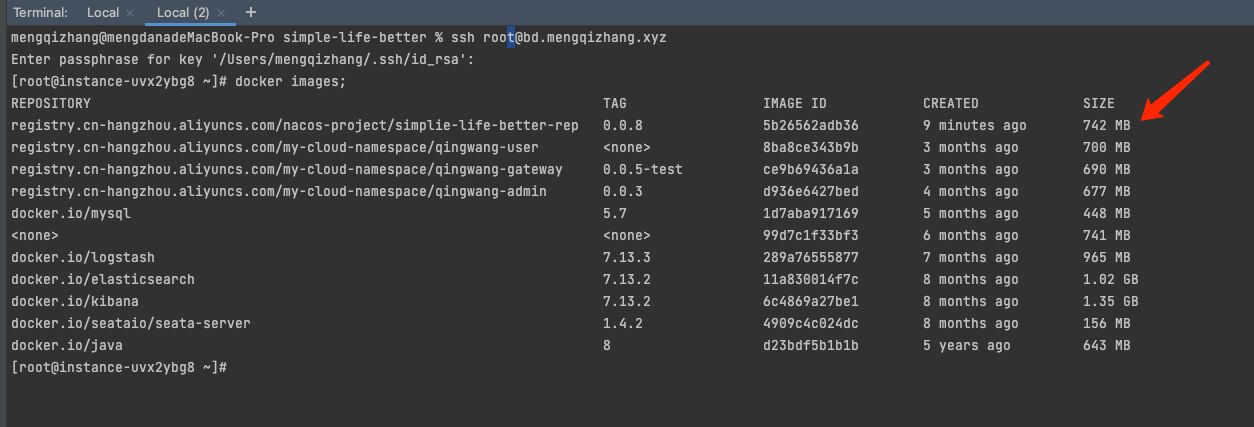 Terminal: Local × Local (2) × +
mengqizhang@mengdanadeMacBook-Pro simple-life-better % ssh root@bd.mengqizhang.xyz
Enter passphrase for key '/Users/mengqizhang/.ssh/id_rsa':
[root@instance-uvx2ybg8 ~]# docker images;
REPOSITORY TAG IMAGE ID CREATED SIZE
registry.cn-hangzhou.aliyuncs.com/nacos-project/simplie-life-better-rep 0.0.8 5b26562adb36 9 minutes ago 742 MB
registry.cn-hangzhou.aliyuncs.com/my-cloud-namespace/qingwang-user <none> 8ba8ce343b9b 3 months ago 700 MB
registry.cn-hangzhou.aliyuncs.com/my-cloud-namespace/qingwang-gateway 0.0.5-test ce9b69436a1a 3 months ago 690 MB
registry.cn-hangzhou.aliyuncs.com/my-cloud-namespace/qingwang-admin 0.0.3 d936e6427bed 4 months ago 677 MB
docker.io/mysql 5.7 1d7aba917169 5 months ago 448 MB
<none> <none> 99d7c1f33bf3 6 months ago 741 MB
docker.io/logstash 7.13.3 289a76555877 7 months ago 965 MB
docker.io/elasticsearch 7.13.2 11a830014f7c 8 months ago 1.02 GB
docker.io/kibana 7.13.2 6c4869a27be1 8 months ago 1.35 GB
docker.io/seataio/seata-server 1.4.2 4909c4c024dc 8 months ago 156 MB
docker.io/java 8 d23bdf5b1b1b 5 years ago 643 MB
[root@instance-uvx2ybg8 ~]#